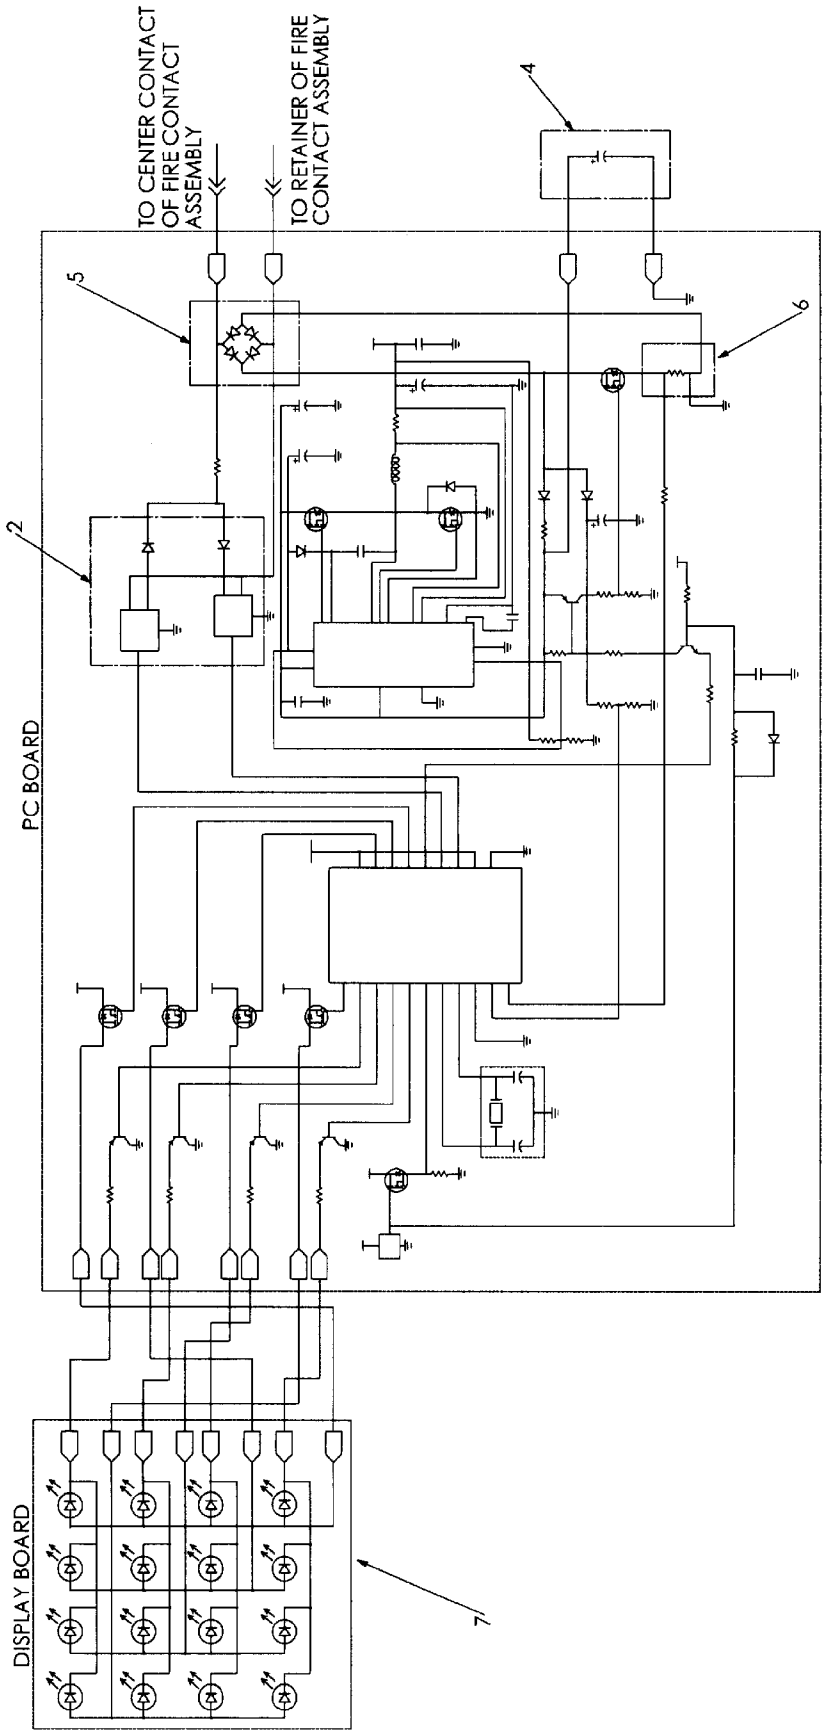 TO CENTER CONTACT
OF FIRE CONTACT
ASSEMBLY
TO RETAINER OF FIRE
CONTACT ASSEMBLY
4
5
6
2
PC BOARD
+
+
+
+
+
DISPLAY BOARD
7